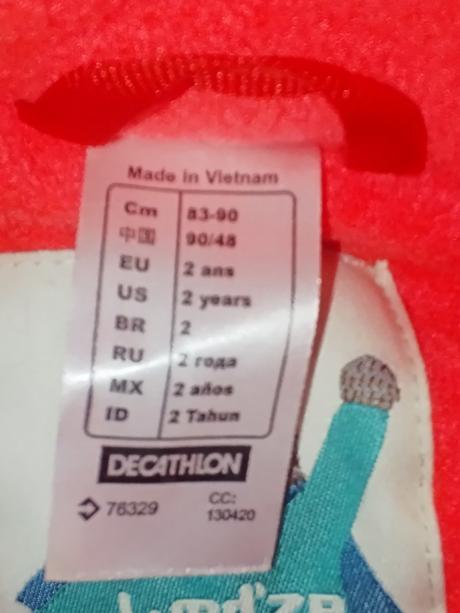 Made in Vietnam
Cm 83-90
中国 90/48
EU 2 ans
US 2 years
BR 2
RU 2 года
MX 2 años
ID 2 Tahun
DECATHLON
76329 CC:
130420